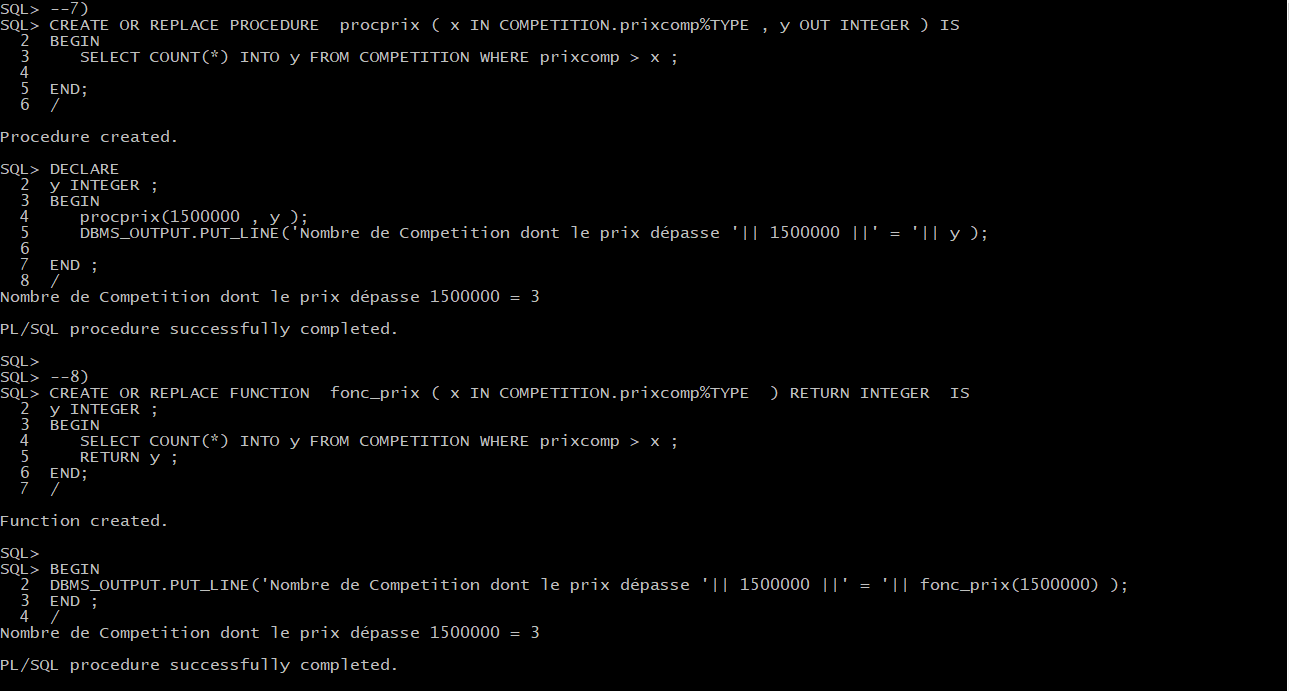 SQL> --7)
SQL> CREATE OR REPLACE PROCEDURE  procprix ( x IN COMPETITION.prixcomp%TYPE , y OUT INTEGER ) IS
  2  BEGIN
  3     SELECT COUNT(*) INTO y FROM COMPETITION WHERE prixcomp > x ;
  4
  5  END;
  6  /
Procedure created.
SQL> DECLARE
  2  y INTEGER ;
  3  BEGIN
  4     procprix(1500000 , y );
  5     DBMS_OUTPUT.PUT_LINE('Nombre de Competition dont le prix dépasse '|| 1500000 ||' = '|| y );
  6
  7  END ;
  8  /
Nombre de Competition dont le prix dépasse 1500000 = 3
PL/SQL procedure successfully completed.
SQL>
SQL> --8)
SQL> CREATE OR REPLACE FUNCTION  fonc_prix ( x IN COMPETITION.prixcomp%TYPE  ) RETURN INTEGER  IS
  2  y INTEGER ;
  3  BEGIN
  4     SELECT COUNT(*) INTO y FROM COMPETITION WHERE prixcomp > x ;
  5     RETURN y ;
  6  END;
  7  /
Function created.
SQL>
SQL> BEGIN
  2  DBMS_OUTPUT.PUT_LINE('Nombre de Competition dont le prix dépasse '|| 1500000 ||' = '|| fonc_prix(1500000) );
  3  END ;
  4  /
Nombre de Competition dont le prix dépasse 1500000 = 3
PL/SQL procedure successfully completed.